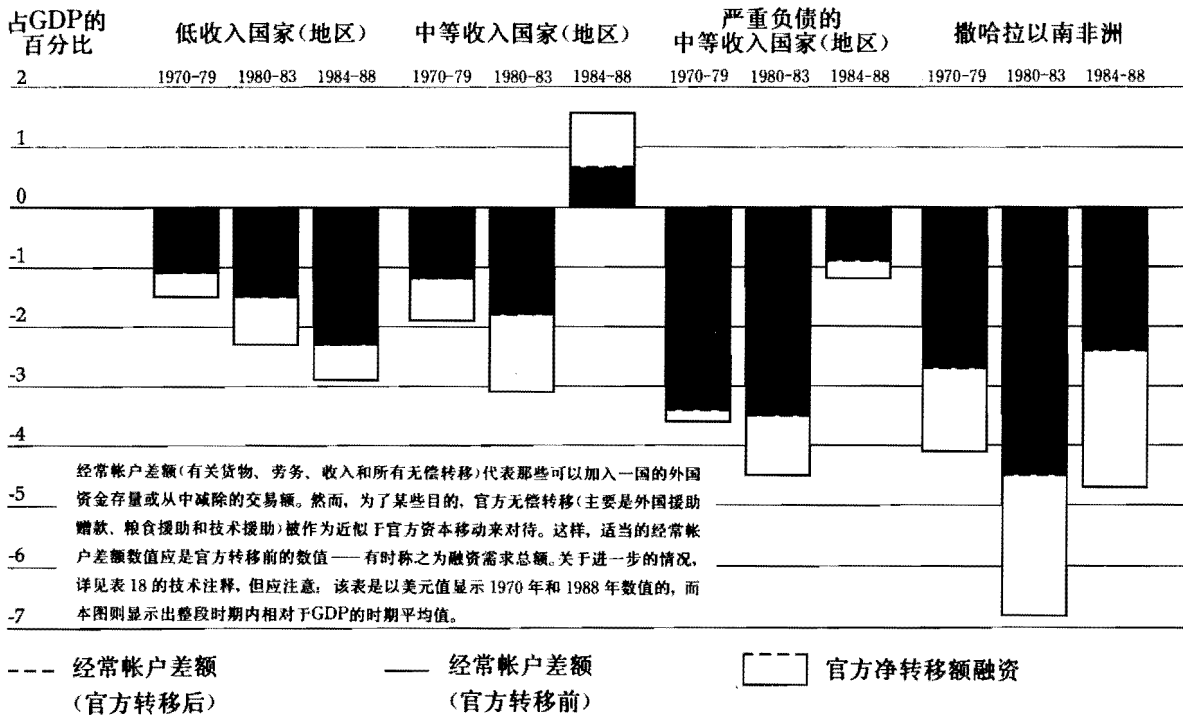 占GDP的
百分比
低收入国家(地区)
中等收入国家(地区)
严重负债的
中等收入国家(地区)
撒哈拉以南非洲
1970-79 1980-83 1984-88 1970-79 1980-83 1984-88 1970-79 1980-83 1984-88 1970-79 1980-83 1984-88
2
1
0
-1
-2
-3
-4
-5
-6
-7
经常帐户差额(有关货物、劳务、收入和所有无偿转移)代表那些可以加入一国的外国
资金存量或从中减除的交易额。然而，为了某些目的，官方无偿转移(主要是外国援助
赠款、粮食援助和技术援助)被作为近似于官方资本移动来对待。这样，适当的经常帐
户差额数值应是官方转移前的数值——有时称之为融资需求总额。关于进一步的情况，
详见表 18 的技术注释，但应注意：该表是以美元值显示 1970 年和 1988 年数值的，而
本图则显示出整段时期内相对于GDP的时期平均值。
经常帐户差额
(官方转移后)
经常帐户差额
(官方转移前)
官方净转移额融资